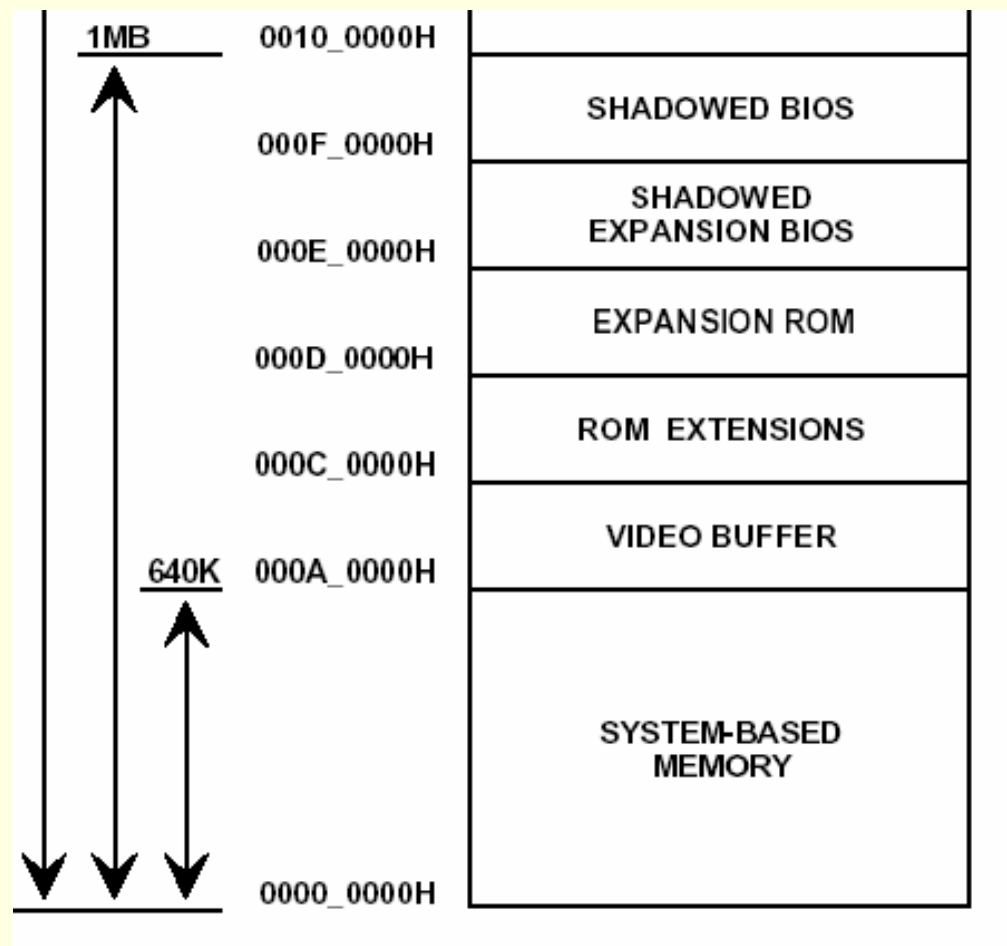 1MB 0010_0000H
SHADOWED BIOS
000F_0000H
SHADOWED
EXPANSION BIOS
000E_0000H
EXPANSION ROM
000D_0000H
ROM EXTENSIONS
000C_0000H
VIDEO BUFFER
640K 000A_0000H
SYSTEM-BASED
MEMORY
0000_0000H